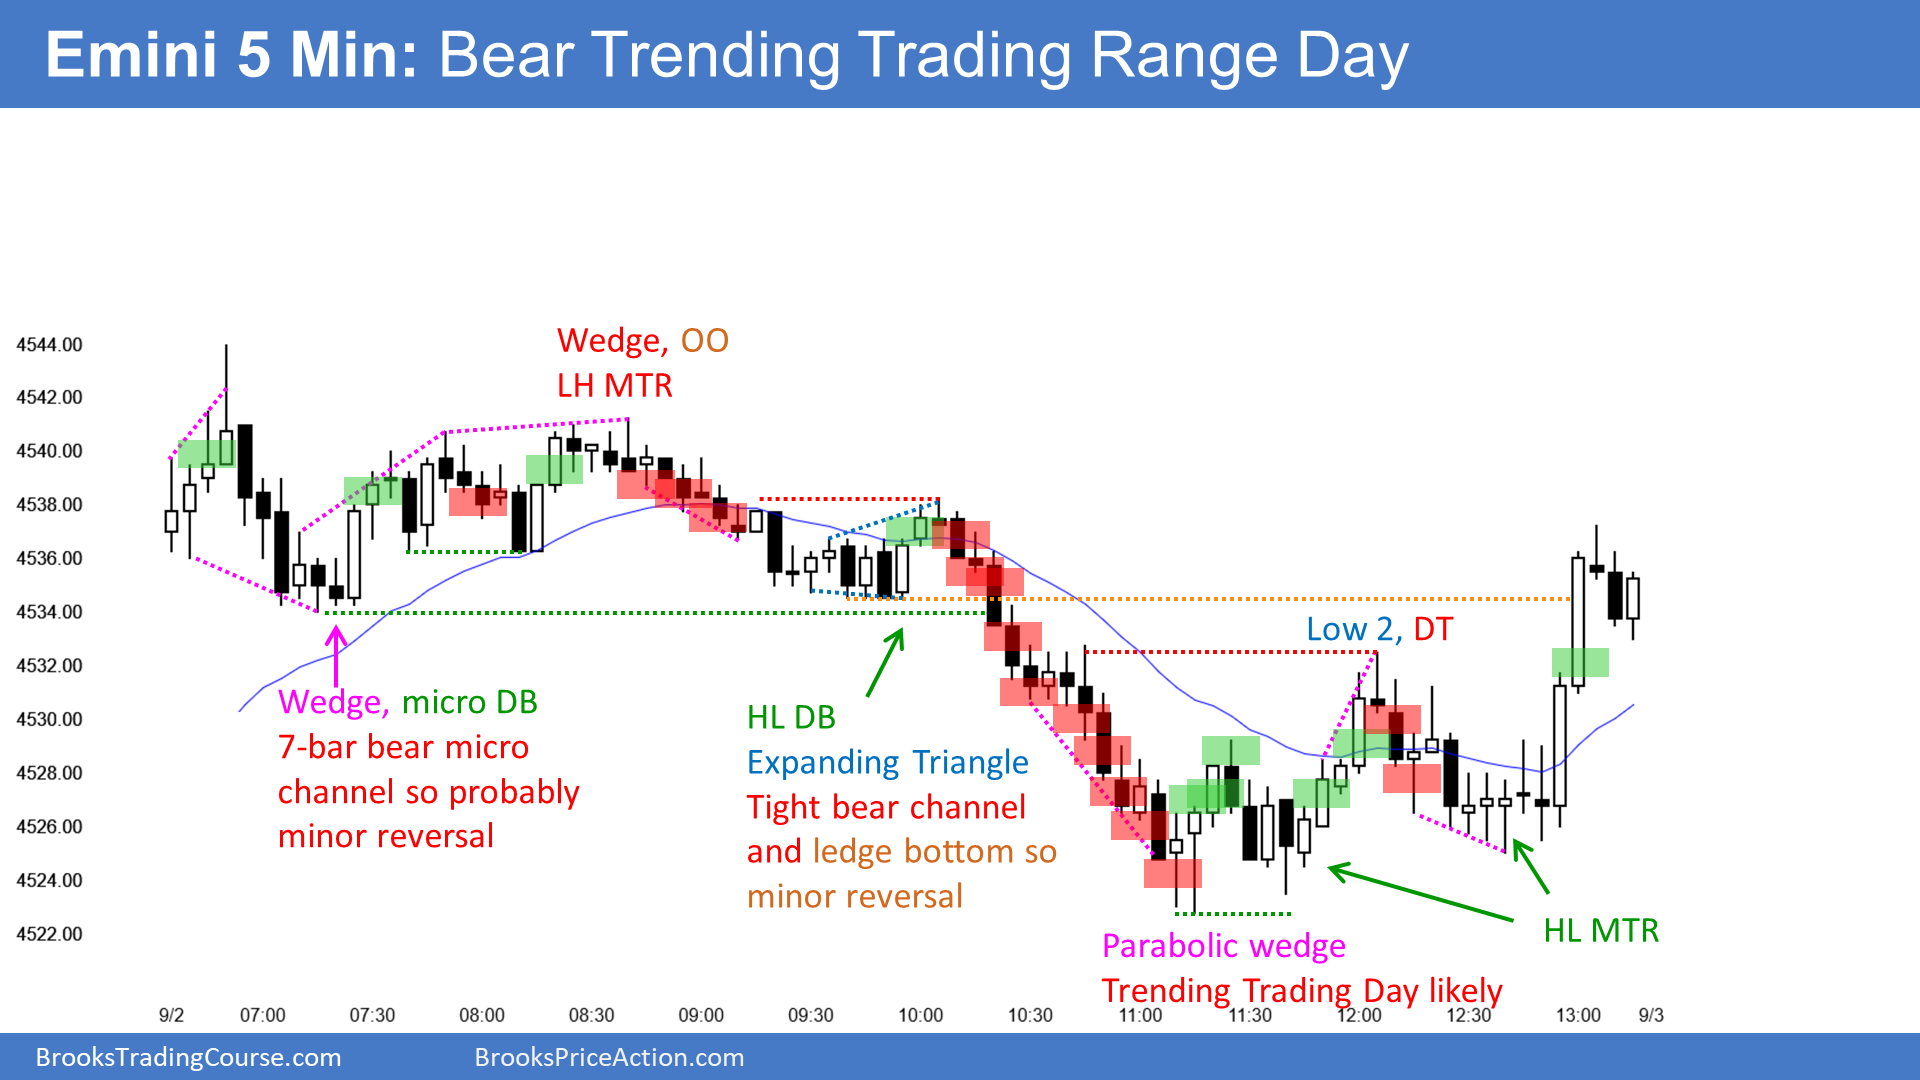 Emini 5 Min: Bear Trending Trading Range Day
Wedge, OO
LH MTR
4544.00
4542.00
4540.00
4538.00
4536.00
4534.00
4532.00
4530.00
4528.00
4526.00
4524.00
4522.00
Wedge, micro DB
7-bar bear micro
channel so probably
minor reversal
HL DB
Expanding Triangle
Tight bear channel
and ledge bottom so
minor reversal
Low 2, DT
HL MTR
Parabolic wedge
Trending Trading Day likely
9/2 07:00 07:30 08:00 08:30 09:00 09:30 10:00 10:30 11:00 11:30 12:00 12:30 13:00 9/3
BrooksTradingCourse.com BrooksPriceAction.com